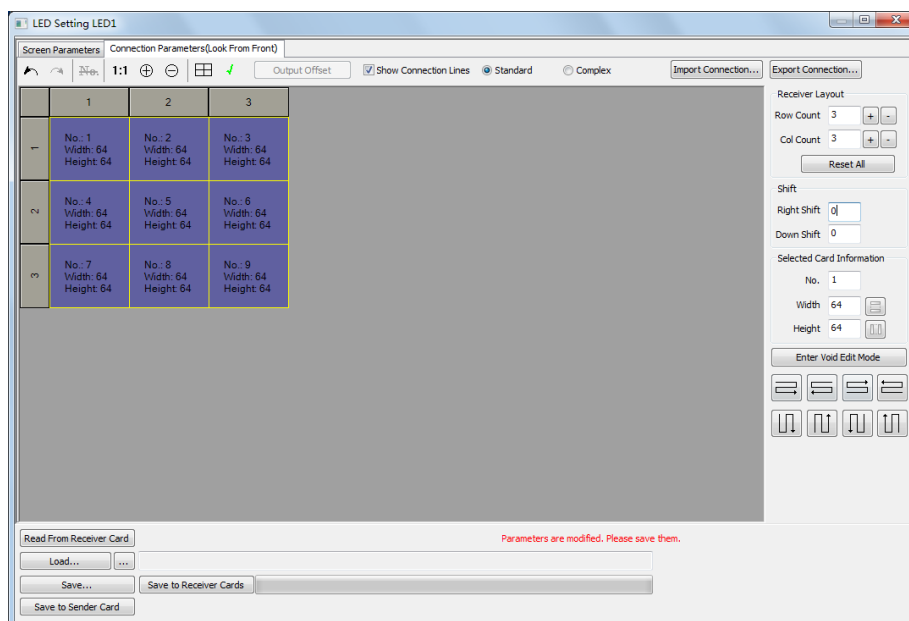 LED Setting LED1
Screen Parameters Connection Parameters(Look From Front)
No. 1:1 Output Offset Show Connection Lines Standard Complex Import Connection... Export Connection...
1 2 3
1
No.: 1
Width: 64
Height: 64
No.: 2
Width: 64
Height: 64
No.: 3
Width: 64
Height: 64
2
No.: 4
Width: 64
Height: 64
No.: 5
Width: 64
Height: 64
No.: 6
Width: 64
Height: 64
3
No.: 7
Width: 64
Height: 64
No.: 8
Width: 64
Height: 64
No.: 9
Width: 64
Height: 64
Receiver Layout
Row Count 3 + -
Col Count 3 + -
Reset All
Shift
Right Shift 0
Down Shift 0
Selected Card Information
No. 1
Width 64
Height 64
Enter Void Edit Mode
Read From Receiver Card
Parameters are modified. Please save them.
Load... ...
Save... Save to Receiver Cards
Save to Sender Card